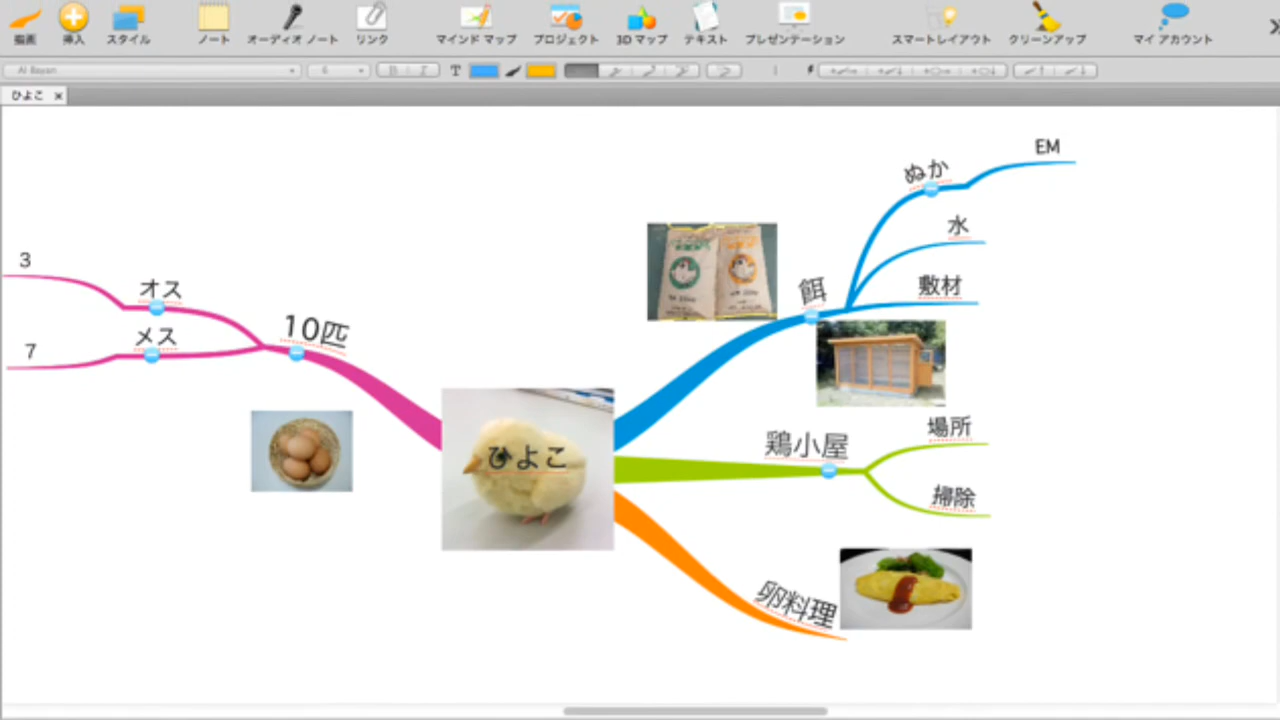 描画 挿入 スタイル ノート オーディオ ノート リンク マインド マップ プロジェクト 3D マップ テキスト プレゼンテーション スマートレイアウト クリーンアップ マイ アカウント
Al Bayan 6 B I T
ひよこ ×
EM
ぬか
水
餌
敷材
3
オス
10匹
メス
7
ひよこ
鶏小屋
場所
掃除
卵料理